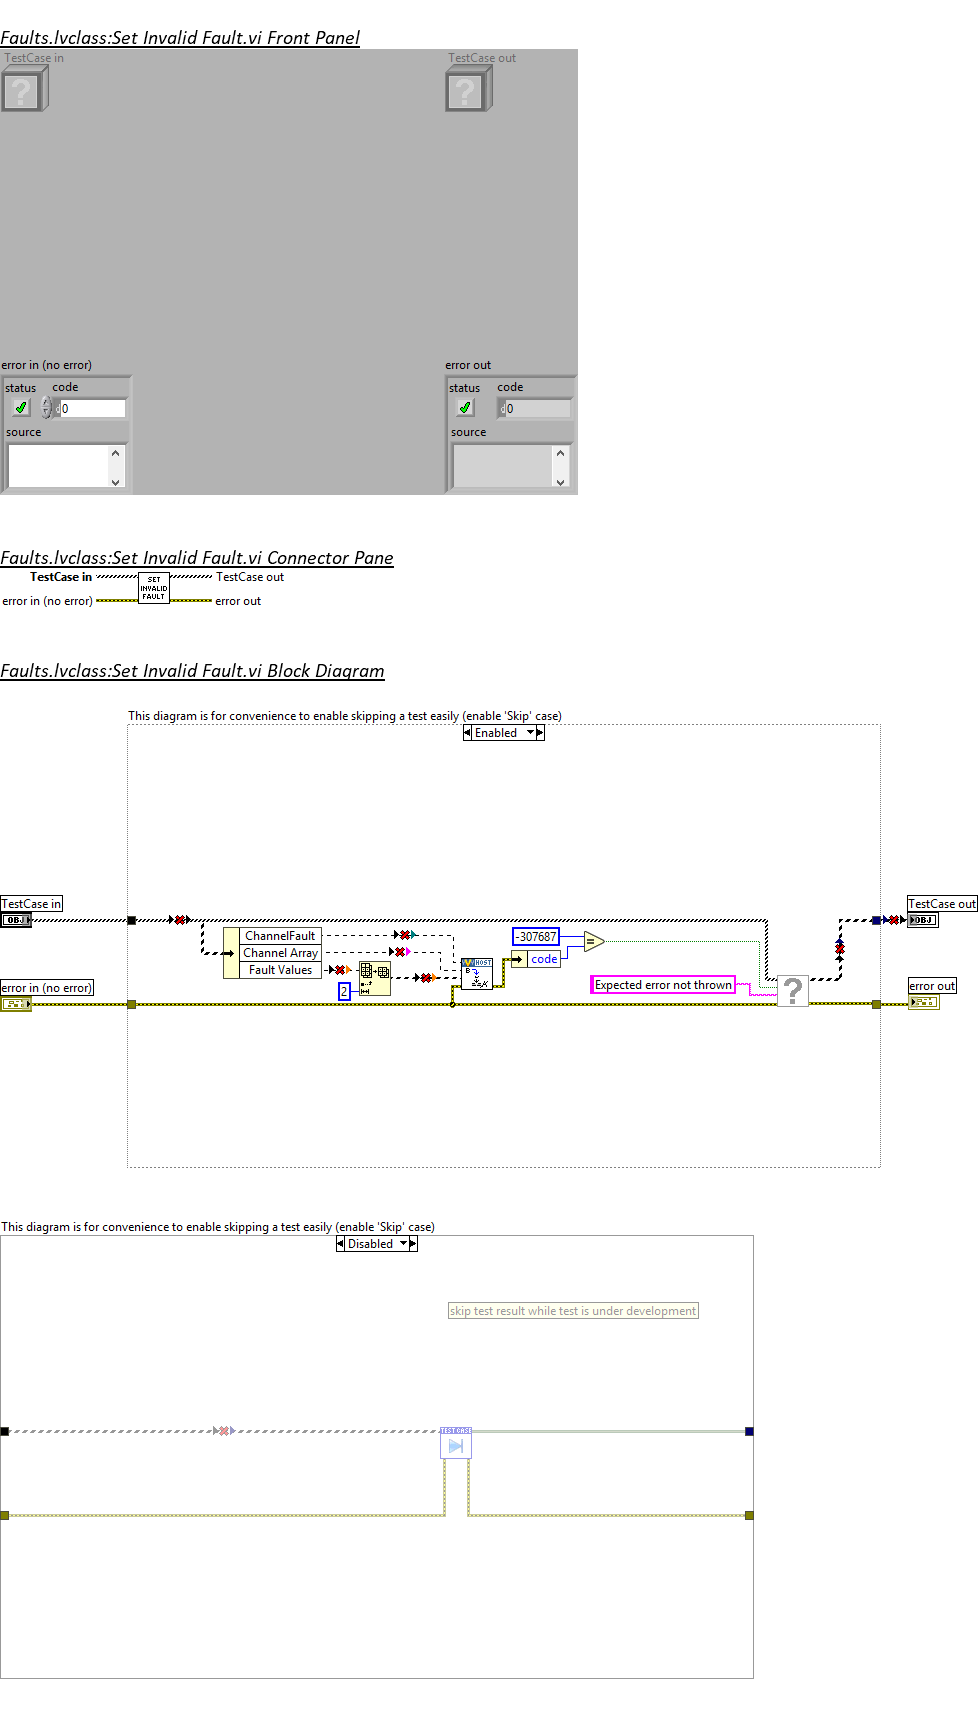 Faults.lvclass:Set Invalid Fault.vi Front Panel
TestCase in
TestCase out
error in (no error)
error out
status code
status code
0
0
source
source
Faults.lvclass:Set Invalid Fault.vi Connector Pane
TestCase in
SET INVALID FAULT
TestCase out
error in (no error)
error out
Faults.lvclass:Set Invalid Fault.vi Block Diagram
This diagram is for convenience to enable skipping a test easily (enable 'Skip' case)
Enabled
TestCase in
OBJ
TestCase out
OBJ
ChannelFault
Channel Array
Fault Values
2
HOST
-307687
=
code
Expected error not thrown
?
error in (no error)
error out
This diagram is for convenience to enable skipping a test easily (enable 'Skip' case)
Disabled
skip test result while test is under development
TEST CASE